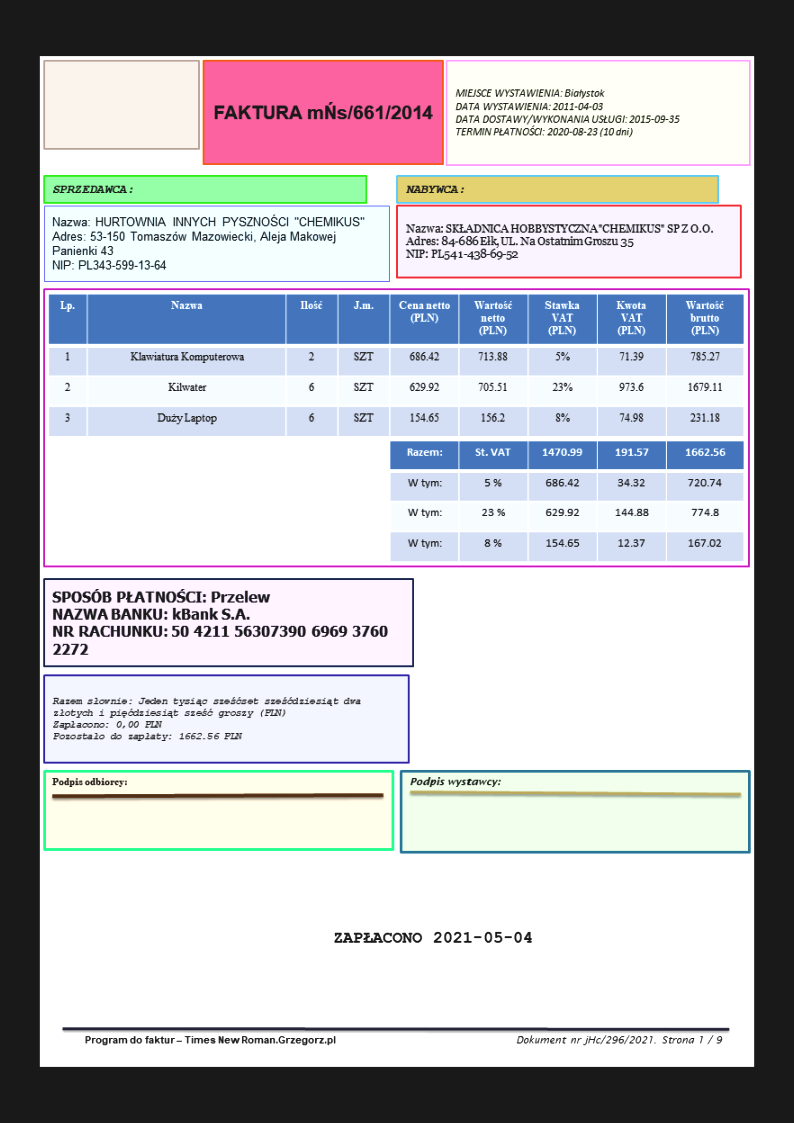 FAKTURA mŃs/661/2014
MIEJSCE WYSTAWIENIA: Białystok
DATA WYSTAWIENIA: 2011-04-03
DATA DOSTAWY/WYKONANIA USŁUGI: 2015-09-35
TERMIN PŁATNOŚCI: 2020-08-23 (10 dni)
SPRZEDAWCA:
Nazwa: HURTOWNIA INNYCH PYSZNOŚCI "CHEMIKUS"
Adres: 53-150 Tomaszów Mazowiecki, Aleja Makowej
Panienki 43
NIP: PL343-599-13-64
NABYWCA:
Nazwa: SKŁADNICA HOBBYSTYCZNA "CHEMIKUS" SP Z O.O.
Adres: 84-686 Ełk, UL. Na Ostatnim Groszu 35
NIP: PL541-438-69-52
Lp. Nazwa Ilość J.m. Cena netto (PLN) Wartość netto (PLN) Stawka VAT (PLN) Kwota VAT (PLN) Wartość brutto (PLN)
1 Klawiatura Komputerowa 2 SZT 686.42 713.88 5% 71.39 785.27
2 Kilwater 6 SZT 629.92 705.51 23% 973.6 1679.11
3 Duży Laptop 6 SZT 154.65 156.2 8% 74.98 231.18
Razem: St. VAT 1470.99 191.57 1662.56
W tym: 5 % 686.42 34.32 720.74
W tym: 23 % 629.92 144.88 774.8
W tym: 8 % 154.65 12.37 167.02
SPOSÓB PŁATNOŚCI: Przelew
NAZWA BANKU: kBank S.A.
NR RACHUNKU: 50 4211 56307390 6969 3760
2272
Razem słownie: Jeden tysiąc sześćset sześćdziesiąt dwa
złotych i pięćdziesiąt sześć groszy (PLN)
Zapłacono: 0,00 PLN
Pozostało do zapłaty: 1662.56 PLN
Podpis odbiorcy:
Podpis wystawcy:
ZAPŁACONO 2021-05-04
Program do faktur – Times New Roman.Grzegorz.pl
Dokument nr jHc/296/2021. Strona 1 / 9